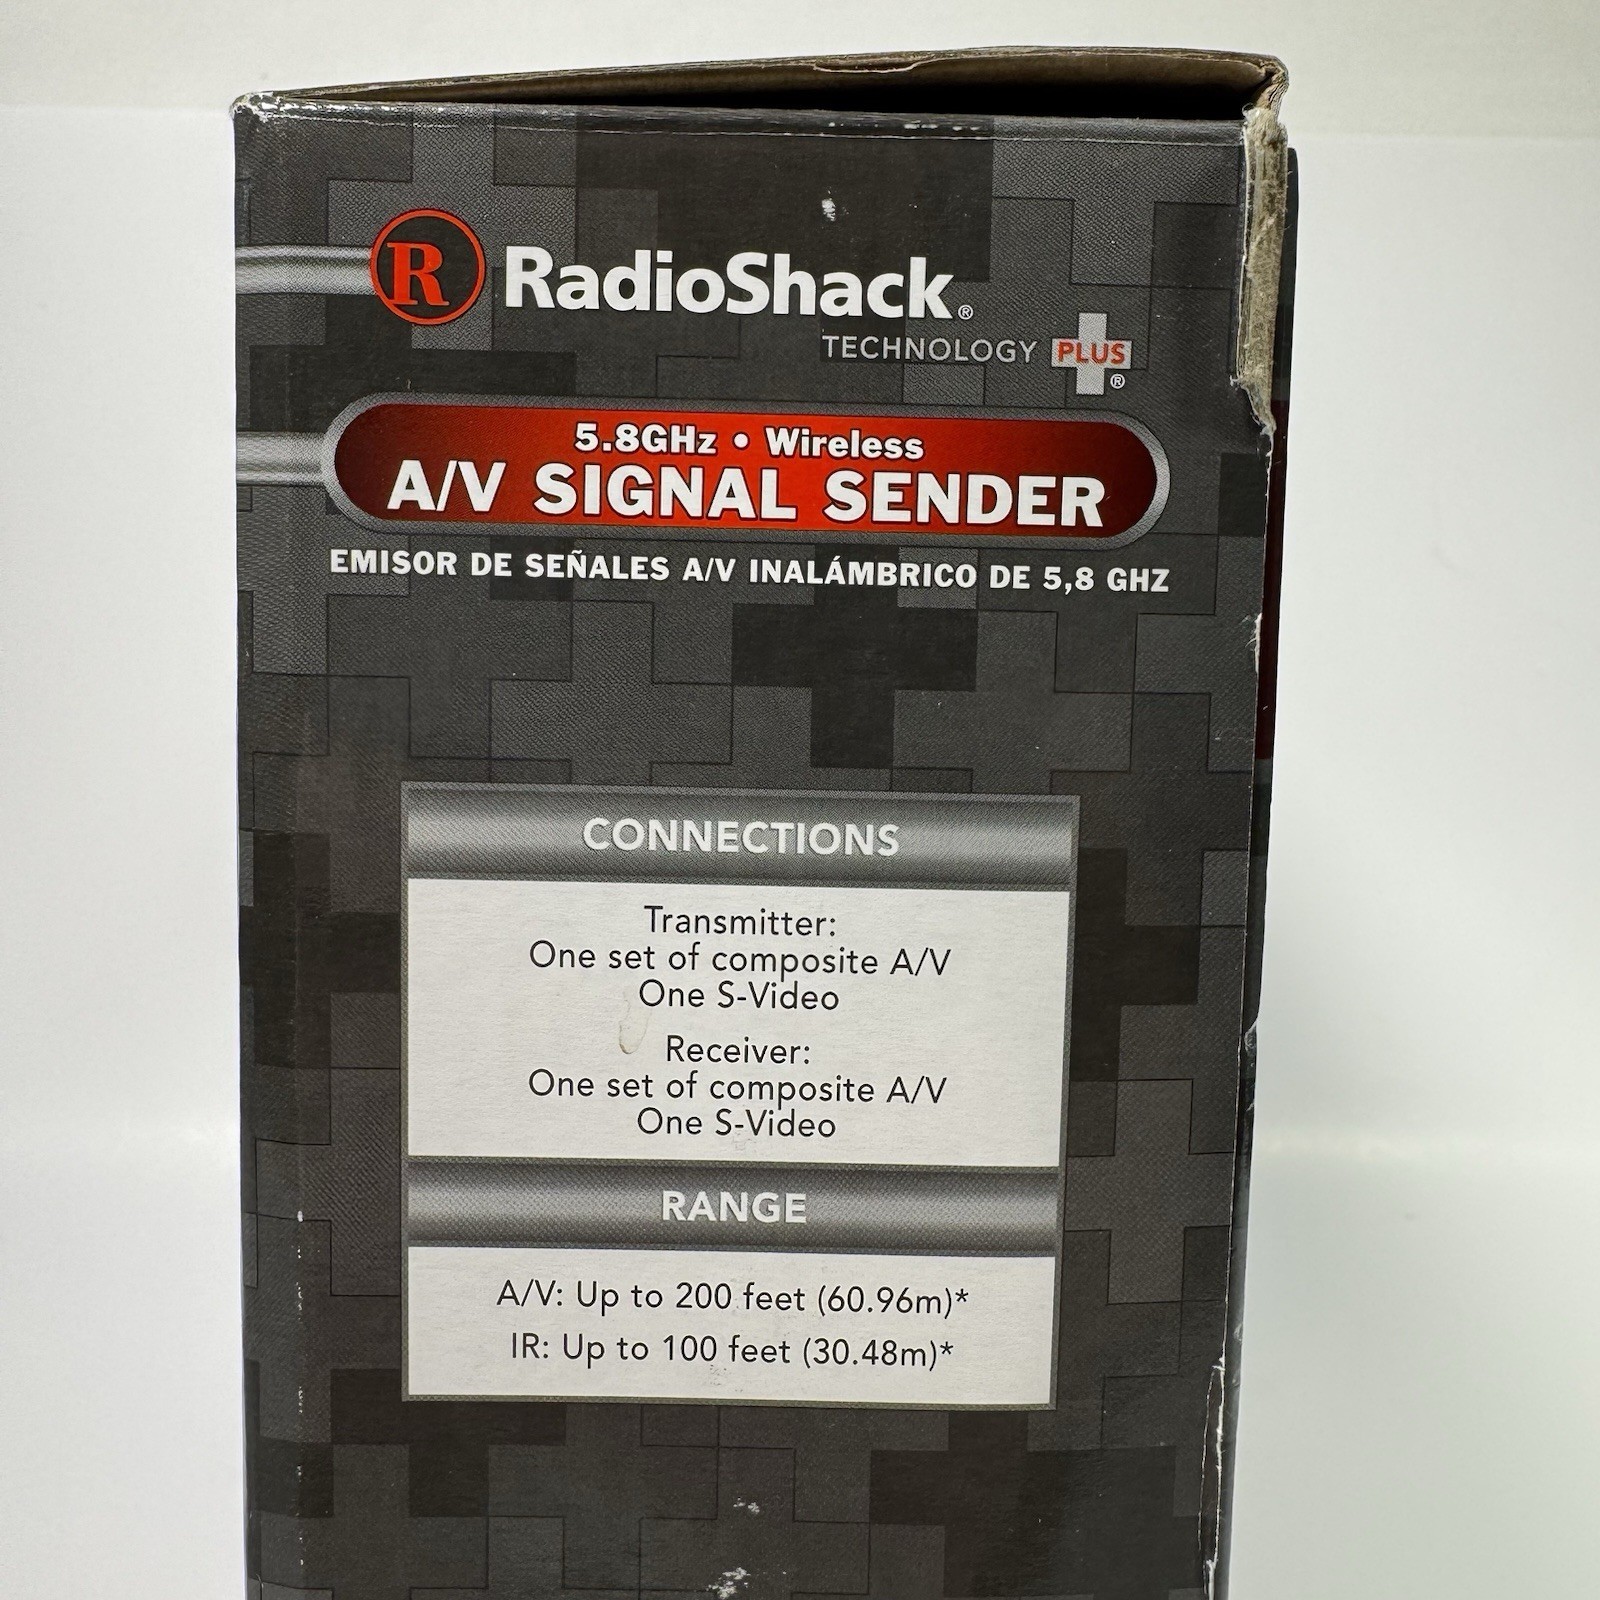 R RadioShack®
TECHNOLOGY PLUS®
5.8GHz • Wireless
A/V SIGNAL SENDER
EMISOR DE SEÑALES A/V INALÁMBRICO DE 5,8 GHZ
CONNECTIONS
Transmitter:
One set of composite A/V
One S-Video
Receiver:
One set of composite A/V
One S-Video
RANGE
A/V: Up to 200 feet (60.96m)*
IR: Up to 100 feet (30.48m)*